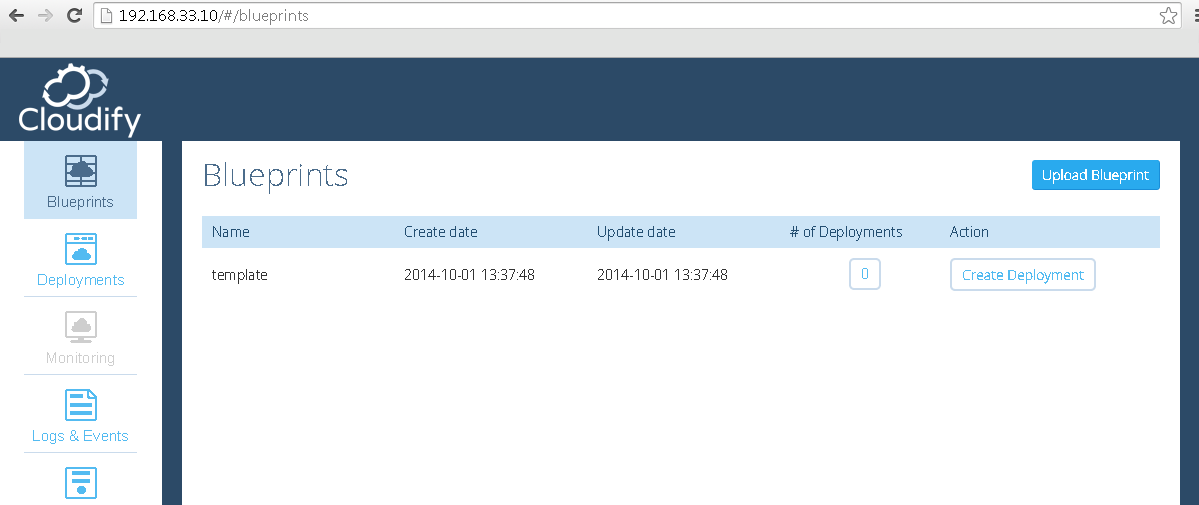 192.168.33.10/#/blueprints
Cloudify
Blueprints
Deployments
Monitoring
Logs & Events
Blueprints
Upload Blueprint
Name Create date Update date # of Deployments Action
template 2014-10-01 13:37:48 2014-10-01 13:37:48 0 Create Deployment